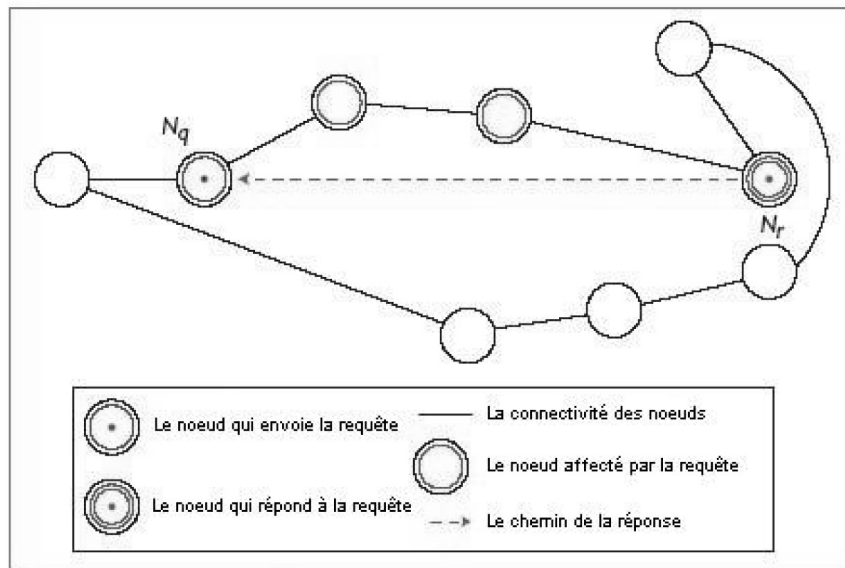 Nq
Nr
Le noeud qui envoie la requête
La connectivité des noeuds
Le noeud affecté par la requête
Le noeud qui répond à la requête
Le chemin de la réponse